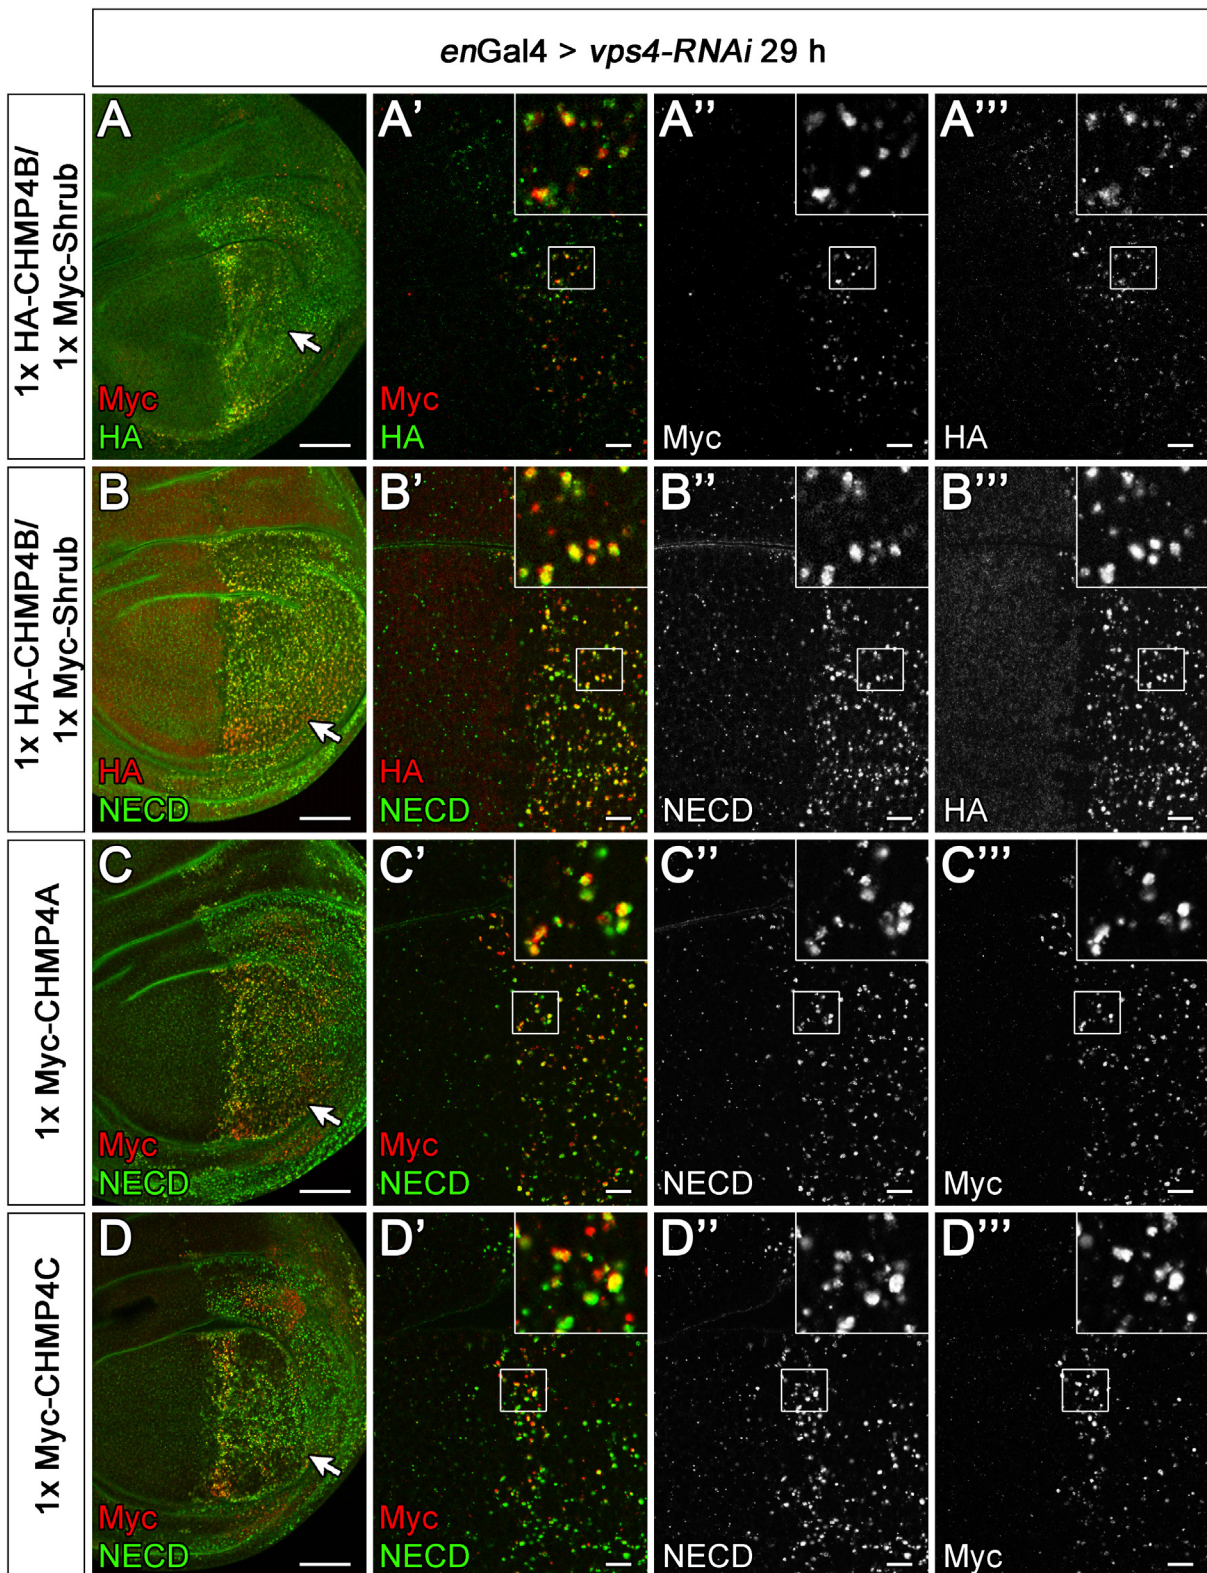 enGal4 > vps4-RNAi 29 h
1x HA-CHMP4B/
1x Myc-Shrub
A
Myc
HA
A’
Myc
HA
A’’
Myc
A’’’
HA
1x HA-CHMP4B/
1x Myc-Shrub
B
HA
NECD
B’
HA
NECD
B’’
NECD
B’’’
HA
1x Myc-CHMP4A
C
Myc
NECD
C’
Myc
NECD
C’’
NECD
C’’’
Myc
1x Myc-CHMP4C
D
Myc
NECD
D’
Myc
NECD
D’’
NECD
D’’’
Myc